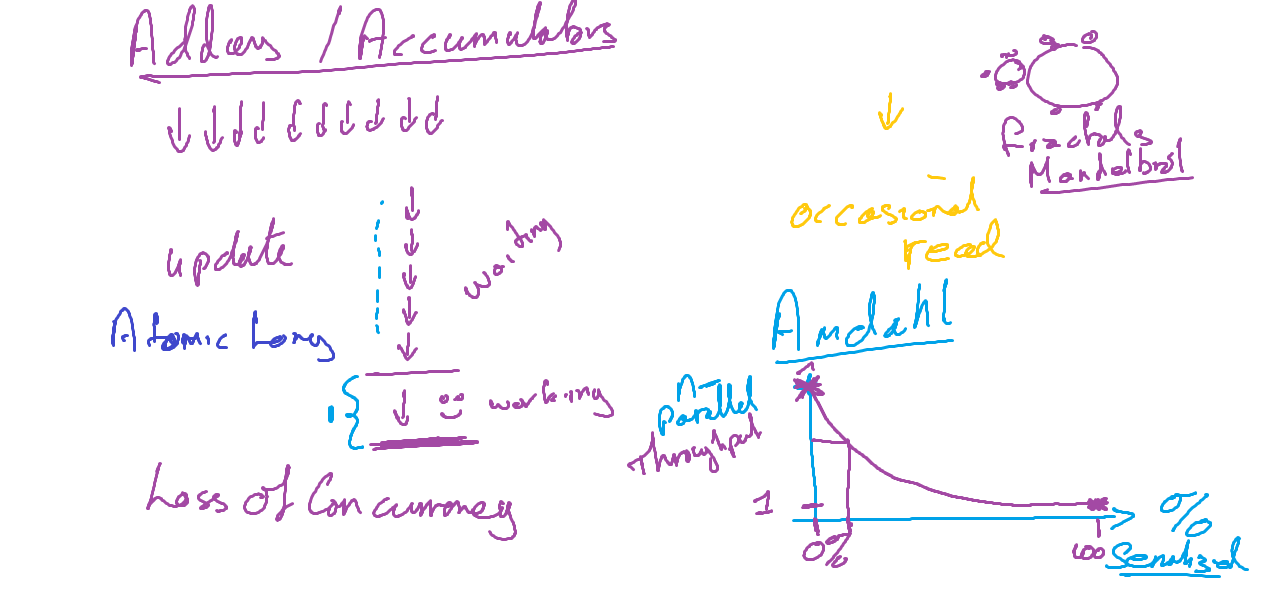 Adders / Accumulators
Fractals
Mandelbrot
occasional
read
update
waiting
Atomic Long
1
working
Loss of Concurrency
Amdahl
n-
parallel
Throughput
1
0%
100
%
Serialized